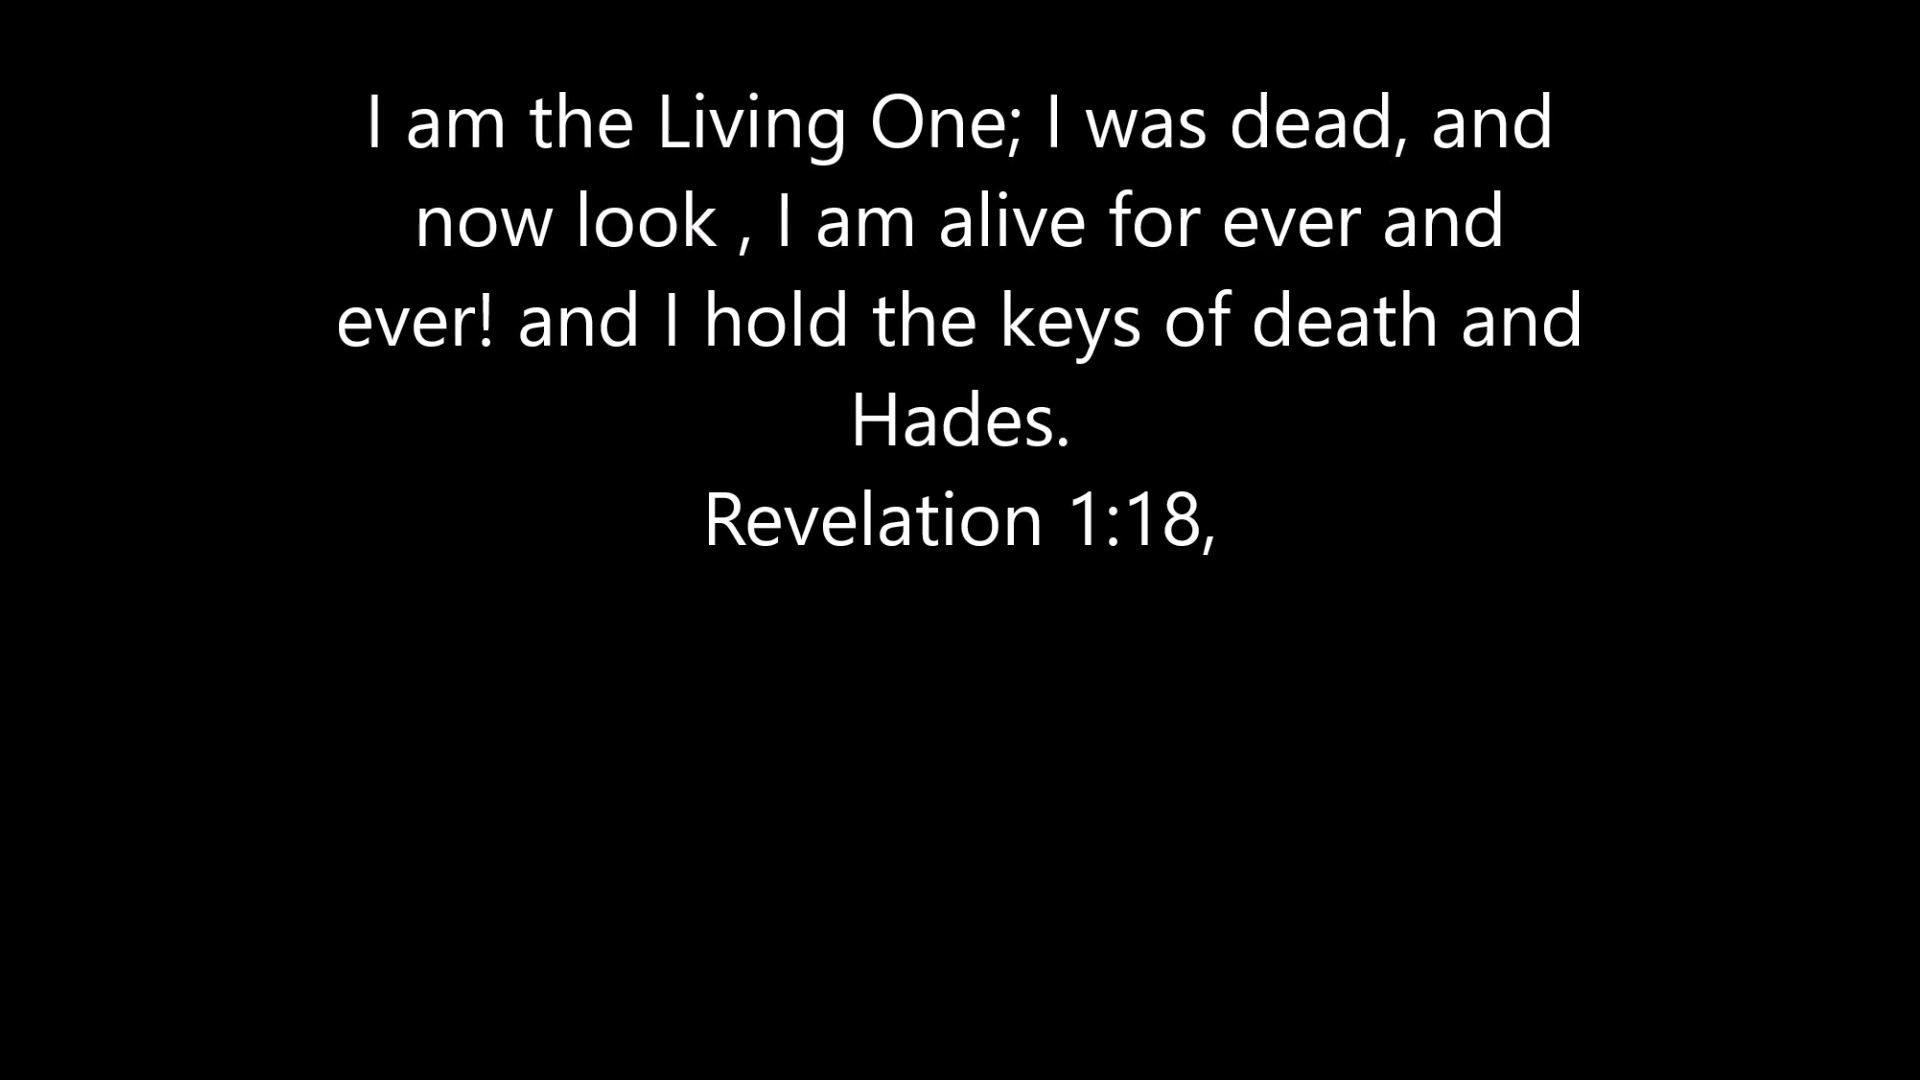 I am the Living One; I was dead, and
now look , I am alive for ever and
ever! and I hold the keys of death and
Hades.
Revelation 1:18,